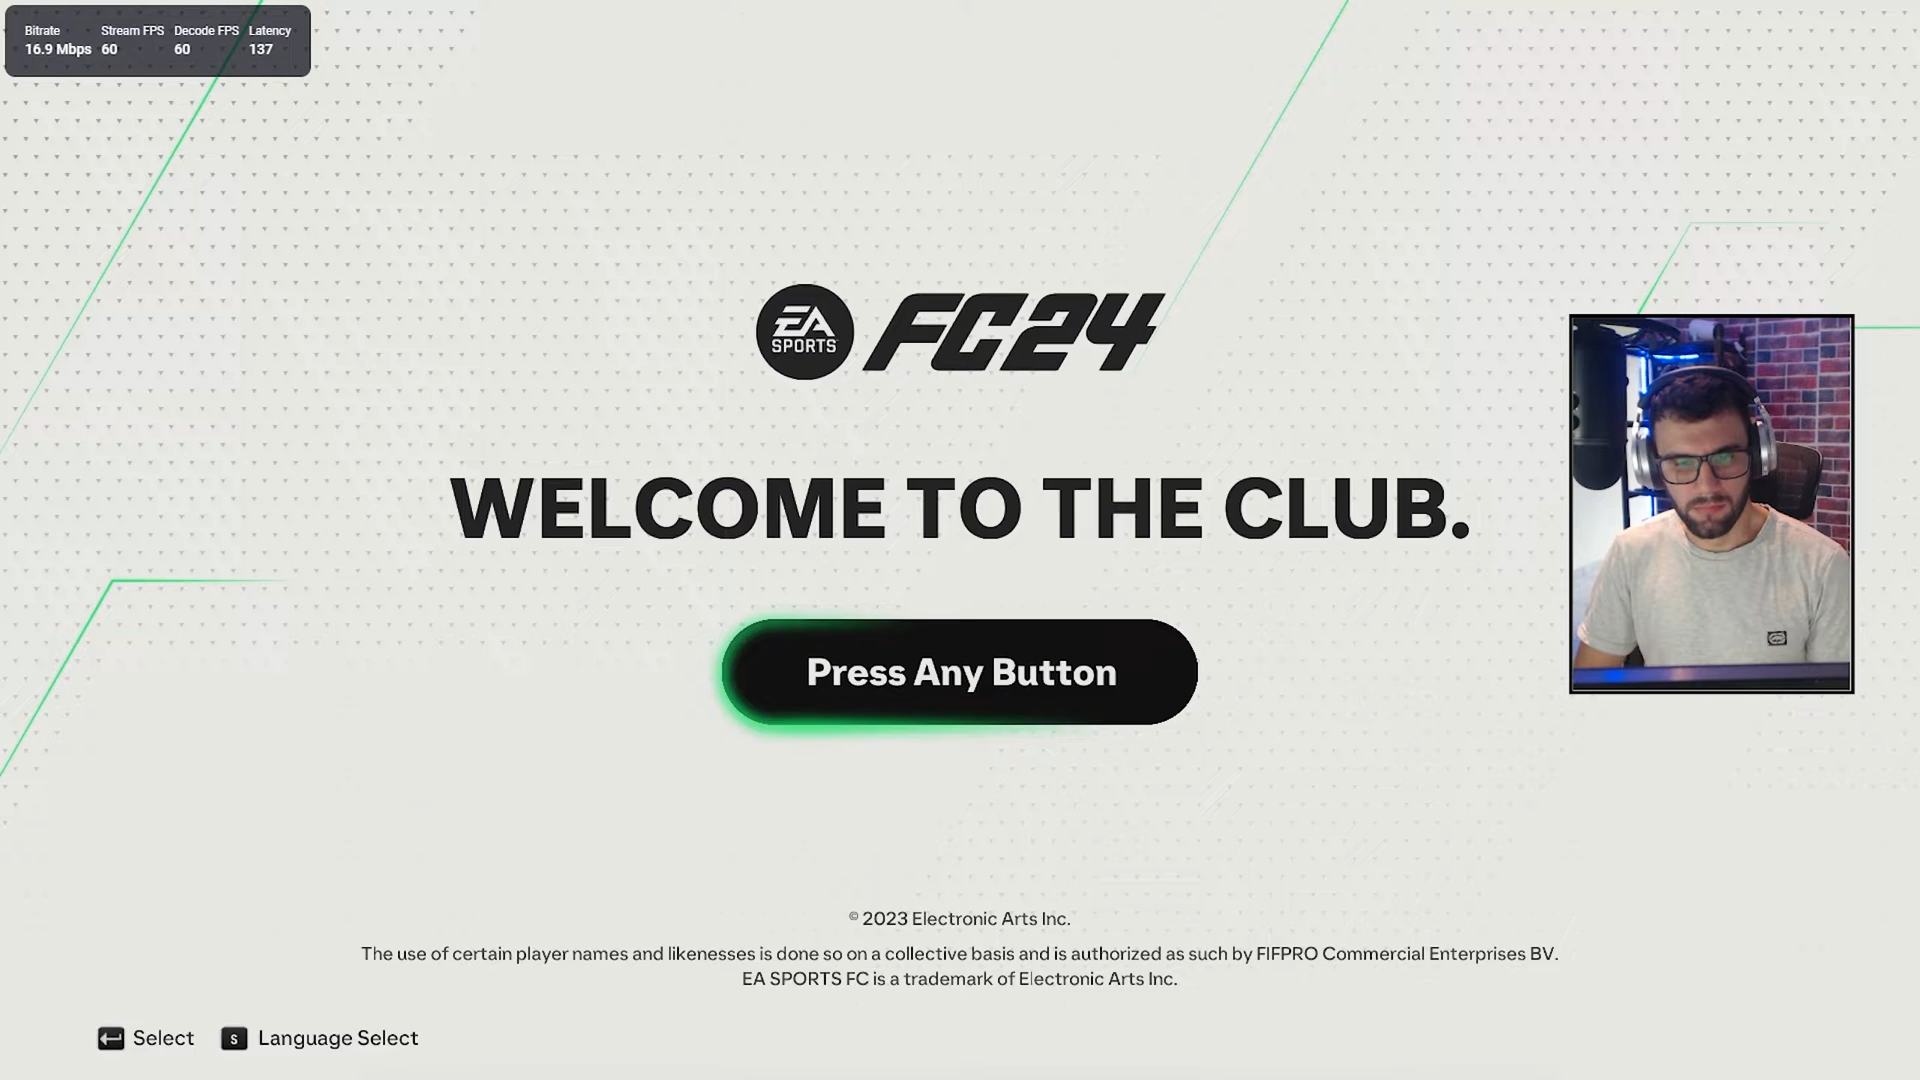 Bitrate Stream FPS Decode FPS Latency
16.9 Mbps 60 60 137
EA SPORTS FC24
WELCOME TO THE CLUB.
Press Any Button
© 2023 Electronic Arts Inc.
The use of certain player names and likenesses is done so on a collective basis and is authorized as such by FIFPRO Commercial Enterprises BV.
EA SPORTS FC is a trademark of Electronic Arts Inc.
Select S Language Select